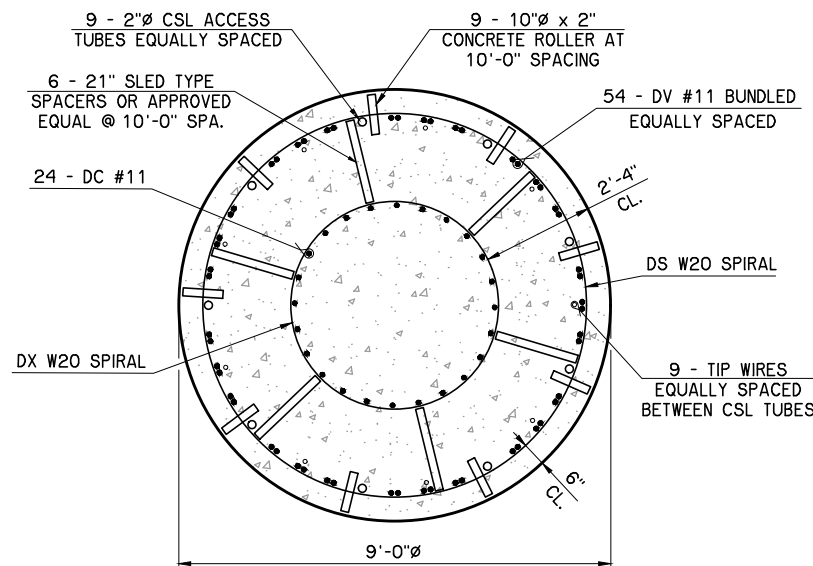 9 - 2"Ø CSL ACCESS
TUBES EQUALLY SPACED
9 - 10"Ø x 2"
CONCRETE ROLLER AT
10'-0" SPACING
6 - 21" SLED TYPE
SPACERS OR APPROVED
EQUAL @ 10'-0" SPA.
54 - DV #11 BUNDLED
EQUALLY SPACED
24 - DC #11
2'-4"
CL.
DS W20 SPIRAL
DX W20 SPIRAL
9 - TIP WIRES
EQUALLY SPACED
BETWEEN CSL TUBES
6"
CL.
9'-0"Ø